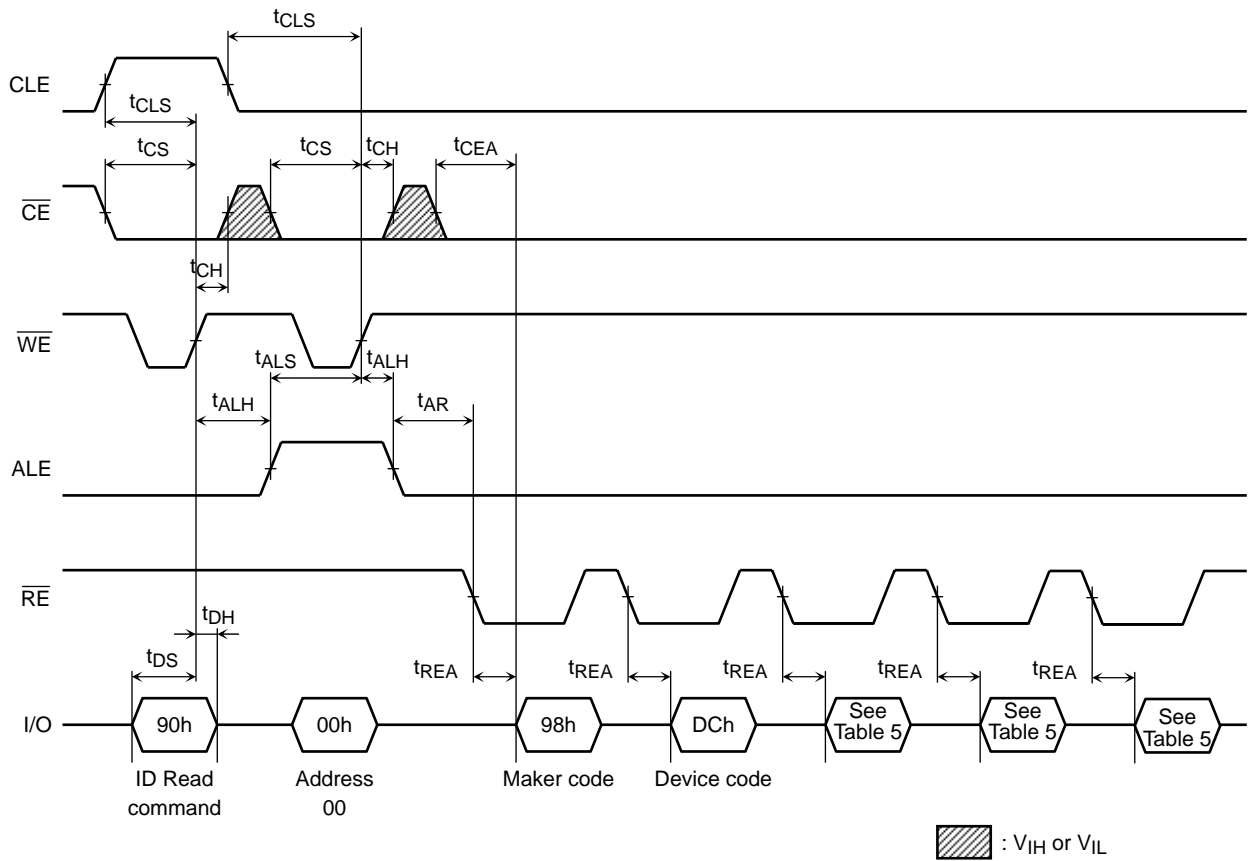 tCLS
CLE
tCLS
tCS tCS tCH tCEA
CE
tCH
WE
tALS tALH
tALH tAR
ALE
RE
tDH
tDS tREA tREA tREA tREA tREA
I/O 90h 00h 98h DCh See Table 5 See Table 5 See Table 5
ID Read command
Address 00
Maker code
Device code
: VIH or VIL